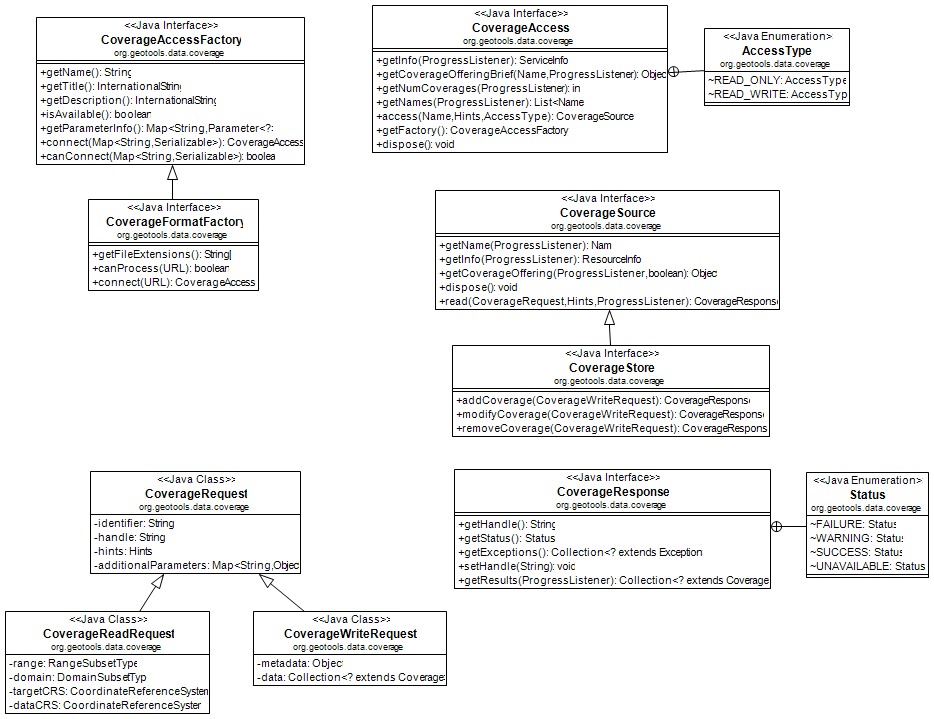 <<Java Interface>>
CoverageAccessFactory
org.geotools.data.coverage
+getName(): String
+getTitle(): InternationalString
+getDescription(): InternationalString
+isAvailable(): boolean
+getParameterInfo(): Map<String,Parameter<?:
+connect(Map<String,Serializable>): CoverageAccess
+canConnect(Map<String,Serializable>): boolea
<<Java Interface>>
CoverageFormatFactory
org.geotools.data.coverage
+getFileExtensions(): String[
+canProcess(URL): boolean
+connect(URL): CoverageAccess
<<Java Interface>>
CoverageAccess
org.geotools.data.coverage
+getInfo(ProgressListener): ServiceInfo
+getCoverageOfferingBrief(Name,ProgressListener): Objec
+getNumCoverages(ProgressListener): in
+getNames(ProgressListener): List<Name
+access(Name,Hints,AccessType): CoverageSource
+getFactory(): CoverageAccessFactory
+dispose(): void
<<Java Enumeration>
AccessType
org.geotools.data.coverage
~READ_ONLY: AccessType
~READ_WRITE: AccessTyp
<<Java Interface>>
CoverageSource
org.geotools.data.coverage
+getName(ProgressListener): Nam
+getInfo(ProgressListener): ResourceInfo
+getCoverageOffering(ProgressListener,boolean): Objec
+dispose(): void
+read(CoverageRequest,Hints,ProgressListener): CoverageRespons
<<Java Interface>>
CoverageStore
org.geotools.data.coverage
+addCoverage(CoverageWriteRequest): CoverageRespons
+modifyCoverage(CoverageWriteRequest): CoverageRespons
+removeCoverage(CoverageWriteRequest): CoverageRespons
<<Java Class>>
CoverageRequest
org.geotools.data.coverage
-identifier: String
-handle: String
-hints: Hints
-additionalParameters: Map<String,Objec
<<Java Class>>
CoverageReadRequest
org.geotools.data.coverage
-range: RangeSubsetType
-domain: DomainSubsetTyp
-targetCRS: CoordinateReferenceSystem
-dataCRS: CoordinateReferenceSyster
<<Java Class>>
CoverageWriteRequest
org.geotools.data.coverage
-metadata: Object
-data: Collection<? extends Coverage:
<<Java Interface>>
CoverageResponse
org.geotools.data.coverage
+getHandle(): String
+getStatus(): Status
+getExceptions(): Collection<? extends Exception
+setHandle(String): void
+getResults(ProgressListener): Collection<? extends Coverage
<<Java Enumeration>
Status
org.geotools.data.coverage
~FAILURE: Status
~WARNING: Status
~SUCCESS: Status
~UNAVAILABLE: Status